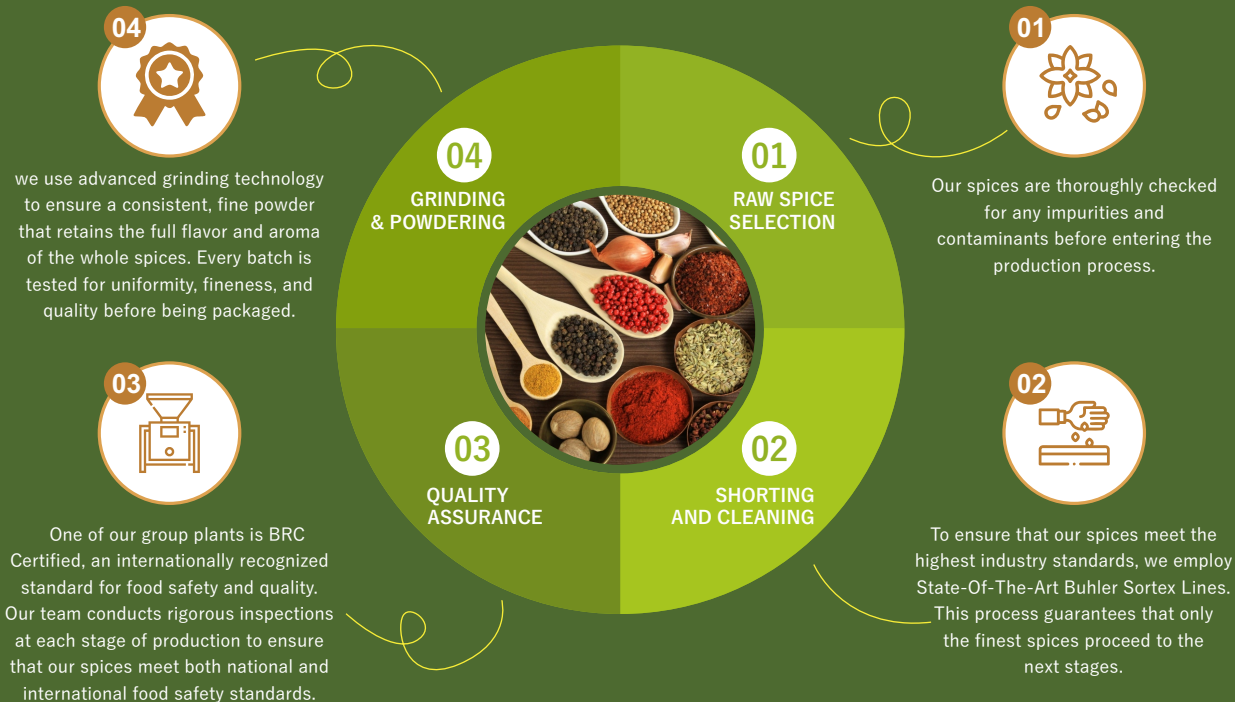 04
we use advanced grinding technology
to ensure a consistent, fine powder
that retains the full flavor and aroma
of the whole spices. Every batch is
tested for uniformity, fineness, and
quality before being packaged.
03
One of our group plants is BRC
Certified, an internationally recognized
standard for food safety and quality.
Our team conducts rigorous inspections
at each stage of production to ensure
that our spices meet both national and
international food safety standards.
04
GRINDING
& POWDERING
01
RAW SPICE
SELECTION
03
QUALITY
ASSURANCE
02
SHORTING
AND CLEANING
01
Our spices are thoroughly checked
for any impurities and
contaminants before entering the
production process.
02
To ensure that our spices meet the
highest industry standards, we employ
State-Of-The-Art Buhler Sortex Lines.
This process guarantees that only
the finest spices proceed to the
next stages.